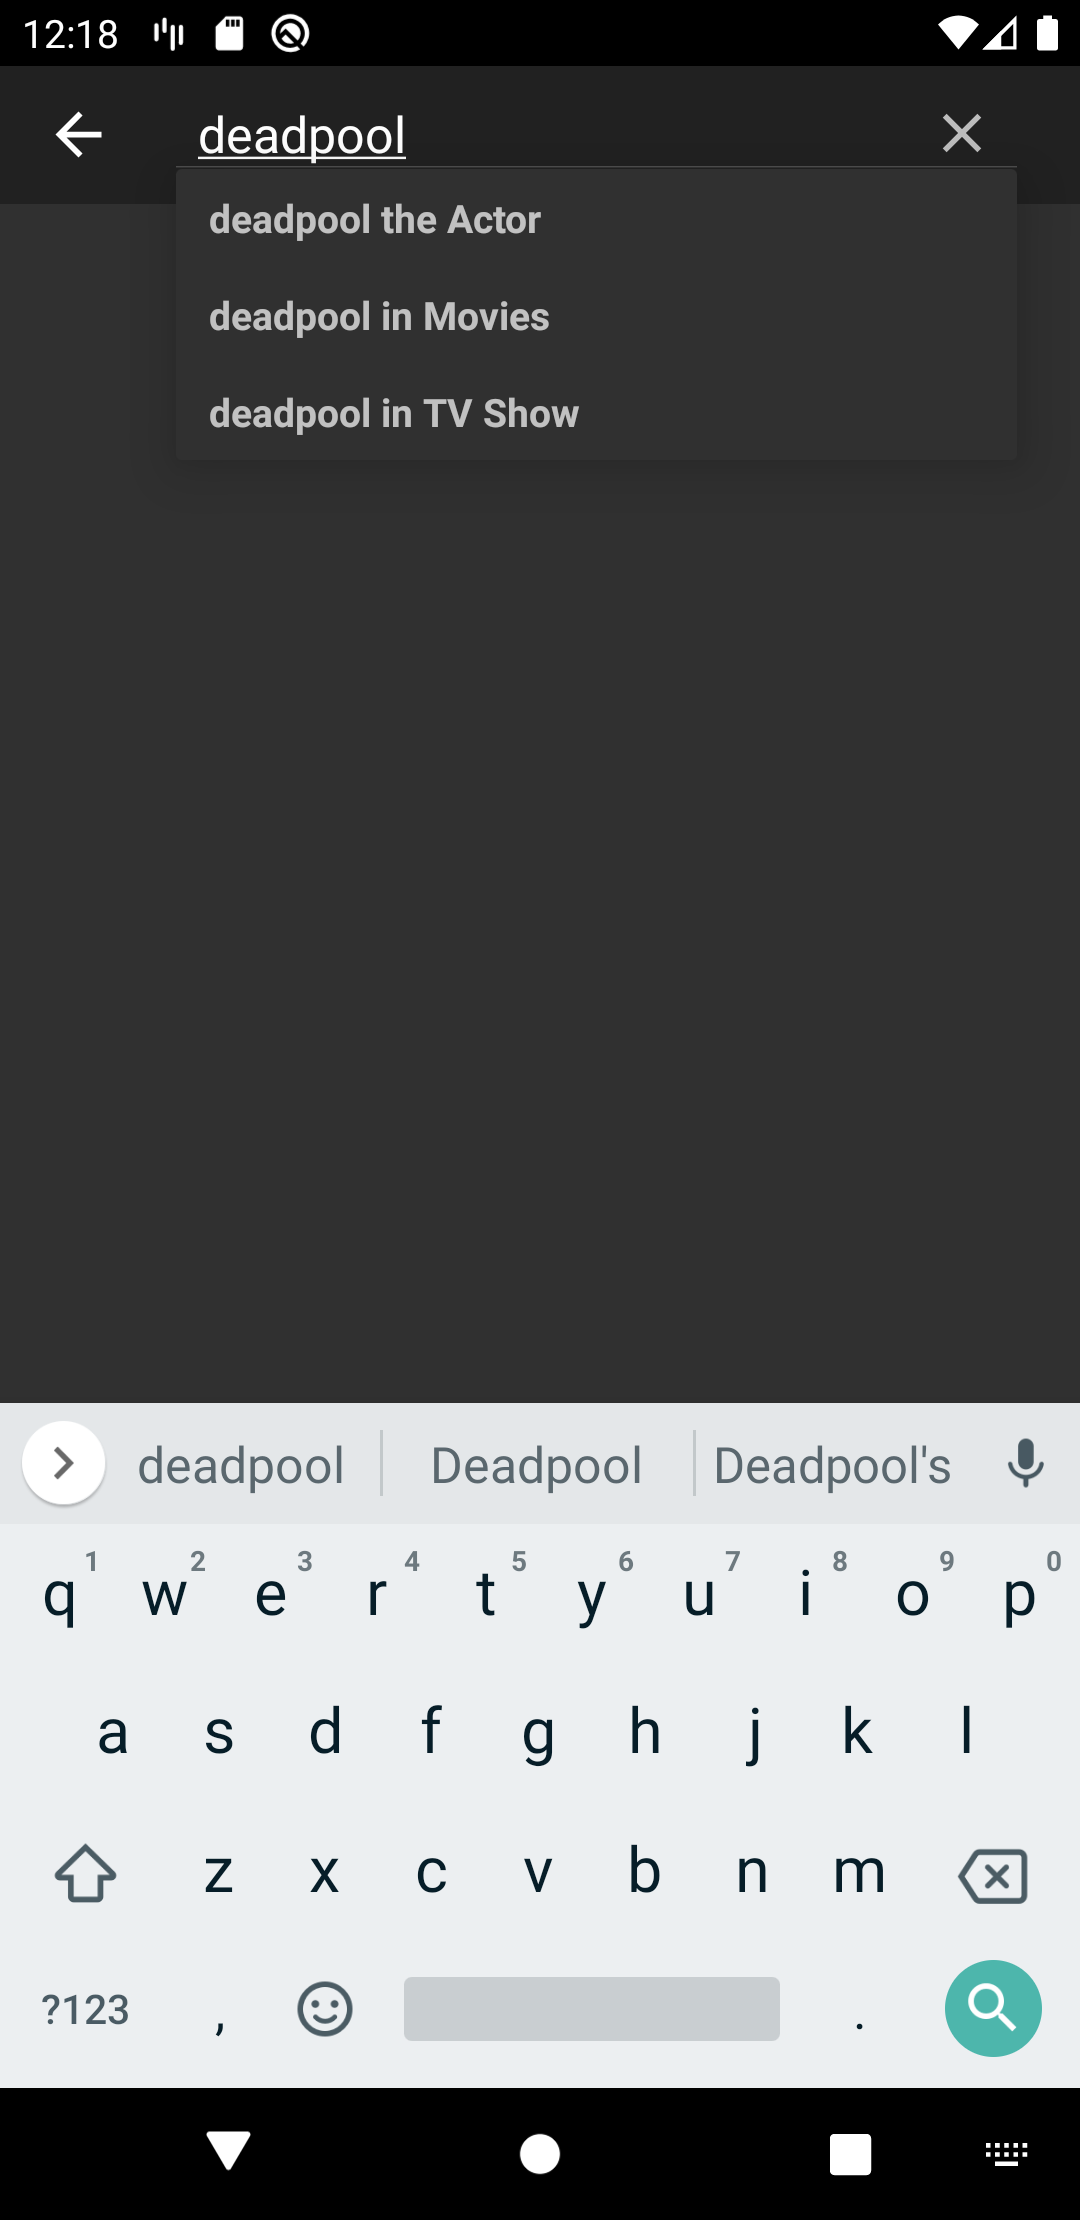 12:18
deadpool
deadpool the Actor
deadpool in Movies
deadpool in TV Show
deadpool Deadpool Deadpool's
1 2 3 4 5 6 7 8 9 0
q w e r t y u i o p
a s d f g h j k l
z x c v b n m
?123 , .